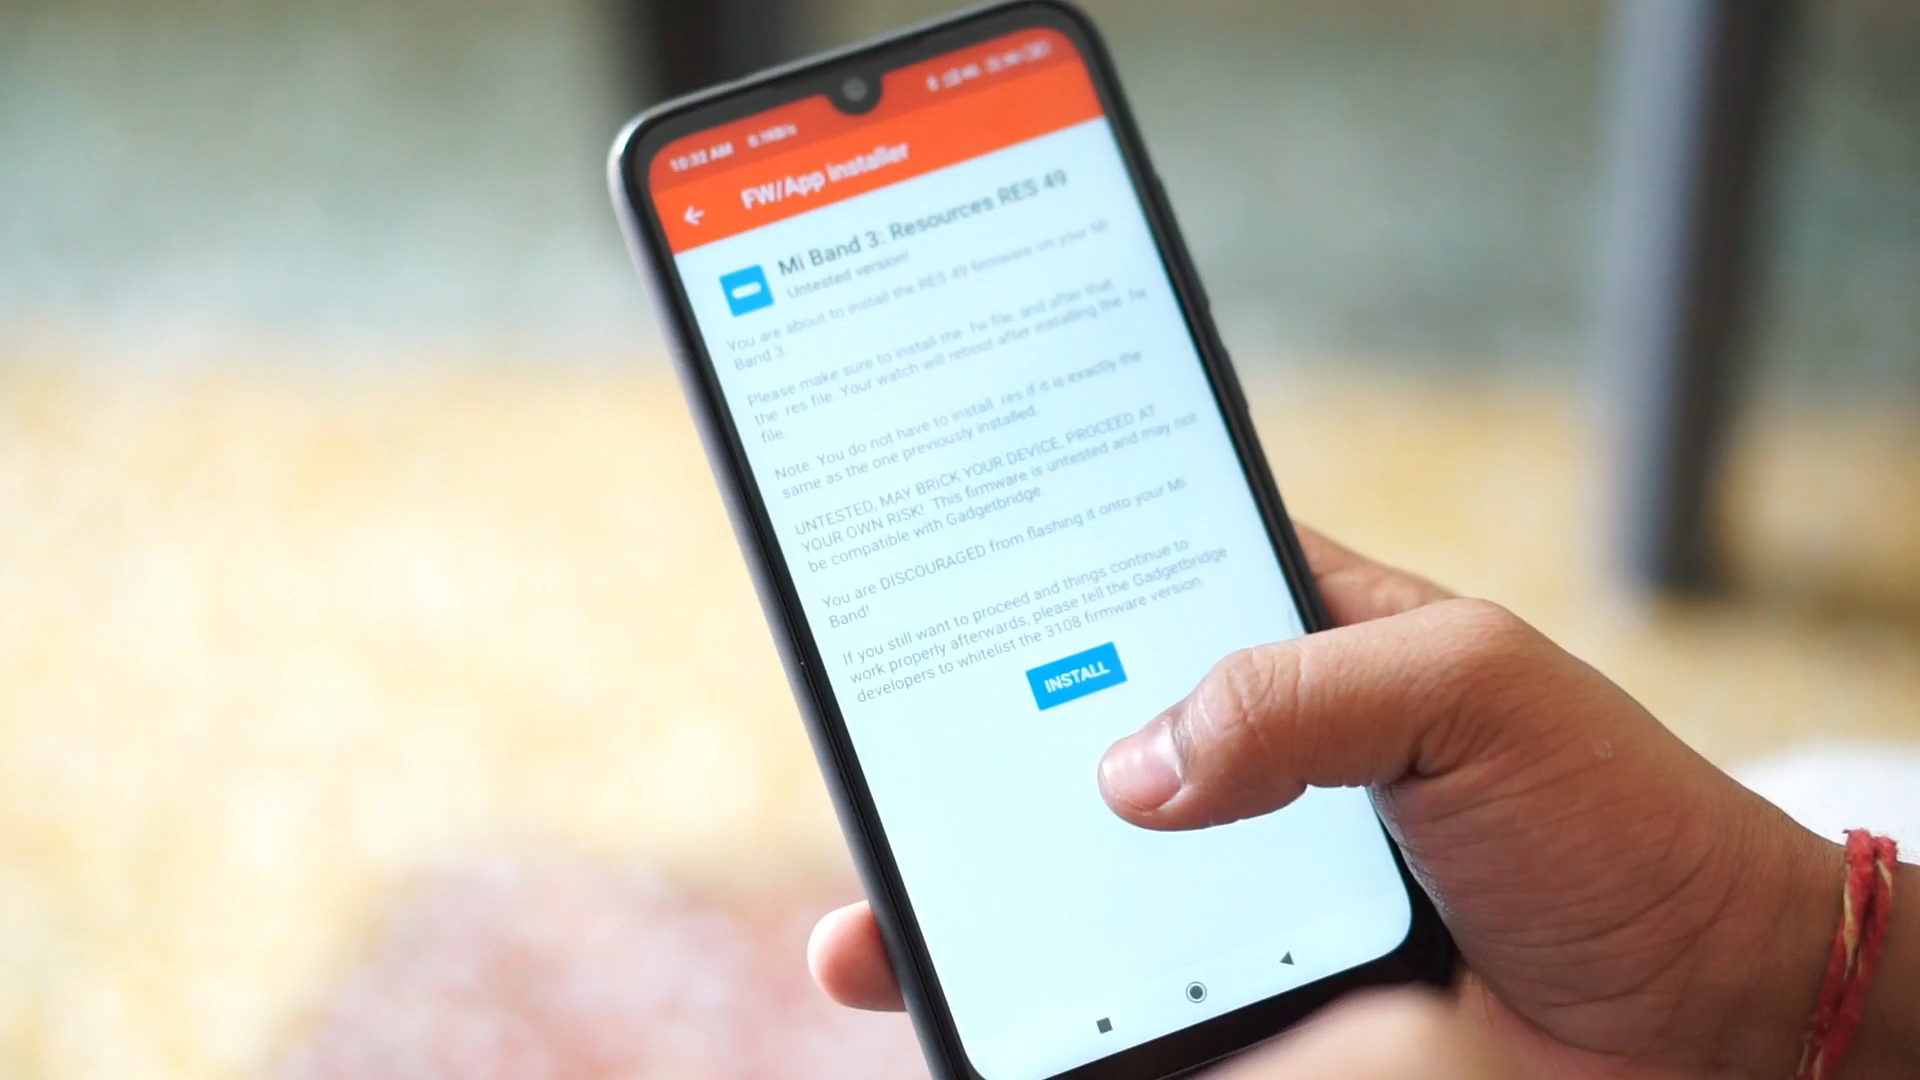 10:32 AM
FW/App installer
Mi Band 3: Resources RES 49
Untested version!
You are about to install the RES 49 firmware on your Mi
Band 3.
Please make sure to install the .fw file, and after that
the .res file. Your watch will reboot after installing the .fw
file.
Note: You do not have to install .res if it is exactly the
same as the one previously installed.
UNTESTED, MAY BRICK YOUR DEVICE, PROCEED AT
YOUR OWN RISK! This firmware is untested and may not
be compatible with Gadgetbridge.
You are DISCOURAGED from flashing it onto your Mi
Band!
If you still want to proceed and things continue to
work properly afterwards, please tell the Gadgetbridge
developers to whitelist the 3108 firmware version.
INSTALL